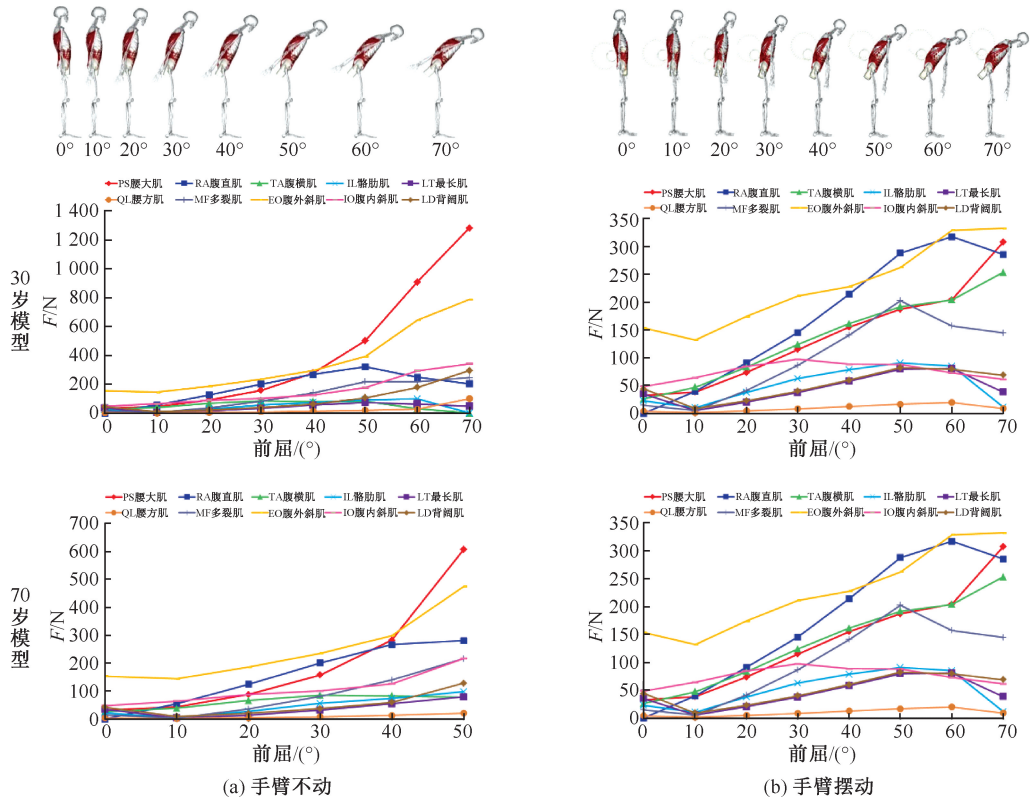 0° 10° 20° 30° 40° 50° 60° 70°
0° 10° 20° 30° 40° 50° 60° 70°
30岁模型
PS腰大肌 RA腹直肌 TA腹横肌 IL髂肋肌 LT最长肌
QL腰方肌 MF多裂肌 EO腹外斜肌 IO腹内斜肌 LD背阔肌
F/N
1 400
1 200
1 000
800
600
400
200
0
0 10 20 30 40 50 60 70
前屈/(°)
PS腰大肌 RA腹直肌 TA腹横肌 IL髂肋肌 LT最长肌
QL腰方肌 MF多裂肌 EO腹外斜肌 IO腹内斜肌 LD背阔肌
F/N
350
300
250
200
150
100
50
0
0 10 20 30 40 50 60 70
前屈/(°)
70岁模型
PS腰大肌 RA腹直肌 TA腹横肌 IL髂肋肌 LT最长肌
QL腰方肌 MF多裂肌 EO腹外斜肌 IO腹内斜肌 LD背阔肌
F/N
700
600
500
400
300
200
100
0
0 10 20 30 40 50
前屈/(°)
(a) 手臂不动
PS腰大肌 RA腹直肌 TA腹横肌 IL髂肋肌 LT最长肌
QL腰方肌 MF多裂肌 EO腹外斜肌 IO腹内斜肌 LD背阔肌
F/N
350
300
250
200
150
100
50
0
0 10 20 30 40 50 60 70
前屈/(°)
(b) 手臂摆动